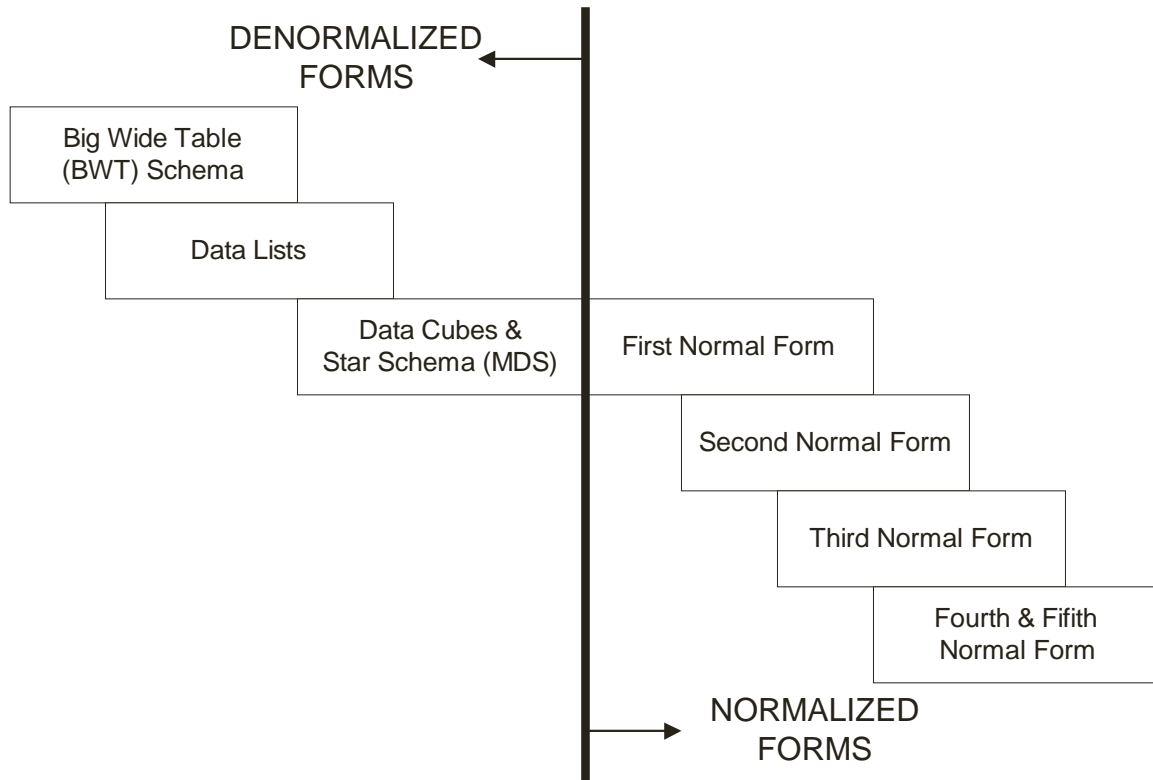 DENORMALIZED
FORMS
Big Wide Table
(BWT) Schema
Data Lists
Data Cubes &
Star Schema (MDS)
First Normal Form
Second Normal Form
Third Normal Form
Fourth & Fifith
Normal Form
NORMALIZED
FORMS